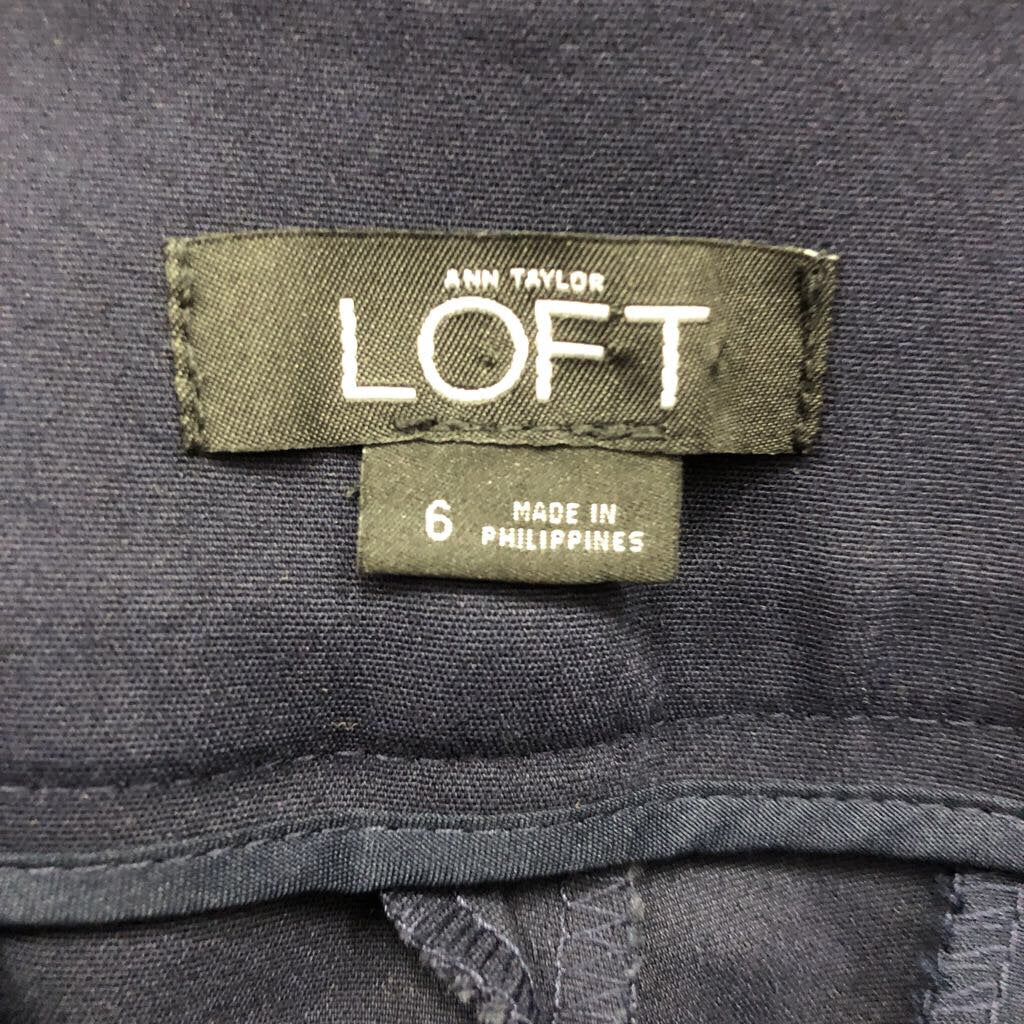 ANN TAYLOR
LOFT
6 MADE IN
PHILIPPINES